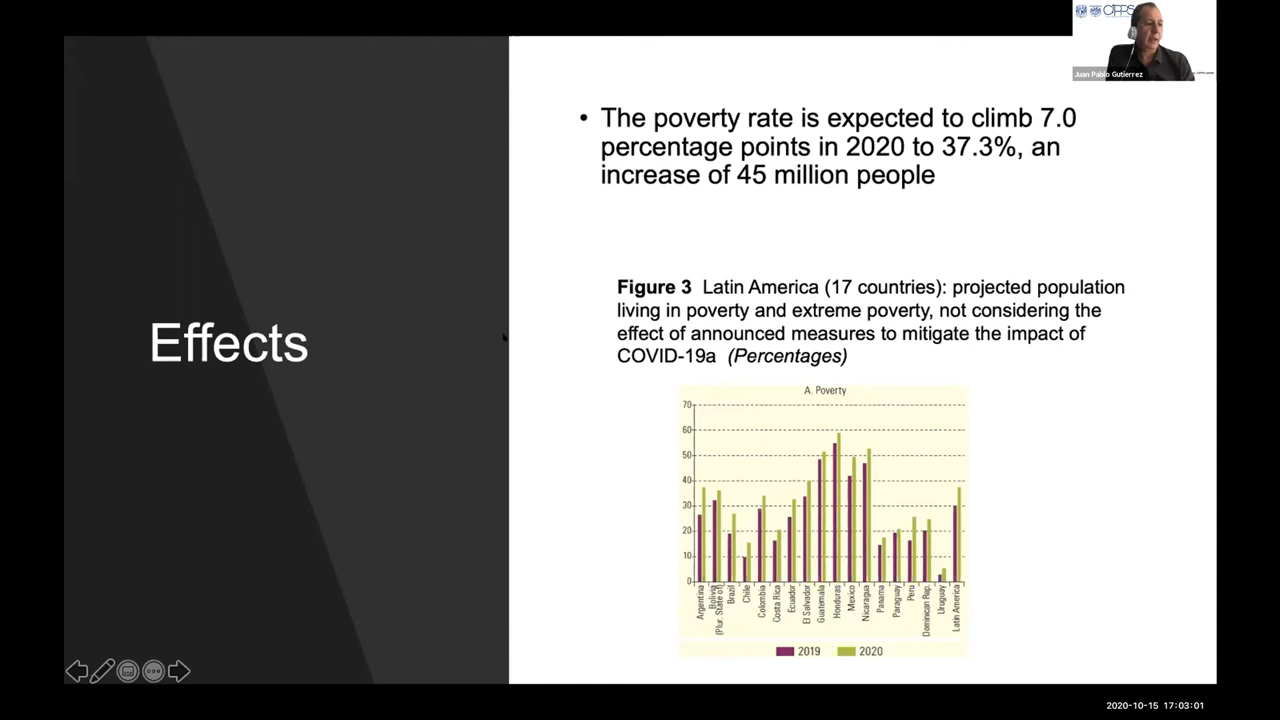 CIPPS
Juan Pablo Gutierrez
• The poverty rate is expected to climb 7.0
percentage points in 2020 to 37.3%, an
increase of 45 million people
Effects
Figure 3 Latin America (17 countries): projected population
living in poverty and extreme poverty, not considering the
effect of announced measures to mitigate the impact of
COVID-19a (Percentages)
A. Poverty
70
60
50
40
30
20
10
0
Argentina
Bolivia
(Plur. State of)
Brazil
Chile
Colombia
Costa Rica
Ecuador
El Salvador
Guatemala
Honduras
Mexico
Nicaragua
Panama
Paraguay
Peru
Dominican Rep.
Uruguay
Latin America
2019 2020
2020-10-15 17:03:01